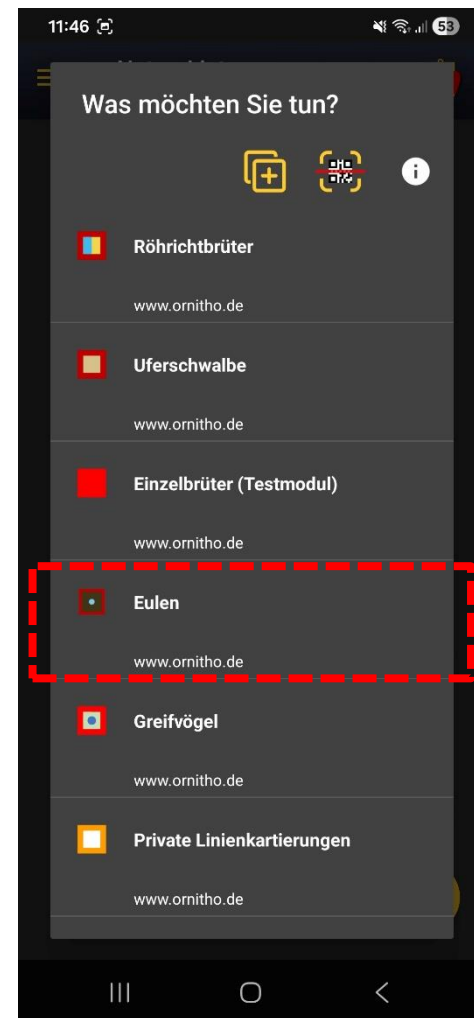 11:46
53
Was möchten Sie tun?
Röhrichtbrüter
www.ornitho.de
Uferschwalbe
www.ornitho.de
Einzelbrüter (Testmodul)
www.ornitho.de
Eulen
www.ornitho.de
Greifvögel
www.ornitho.de
Private Linienkartierungen
www.ornitho.de